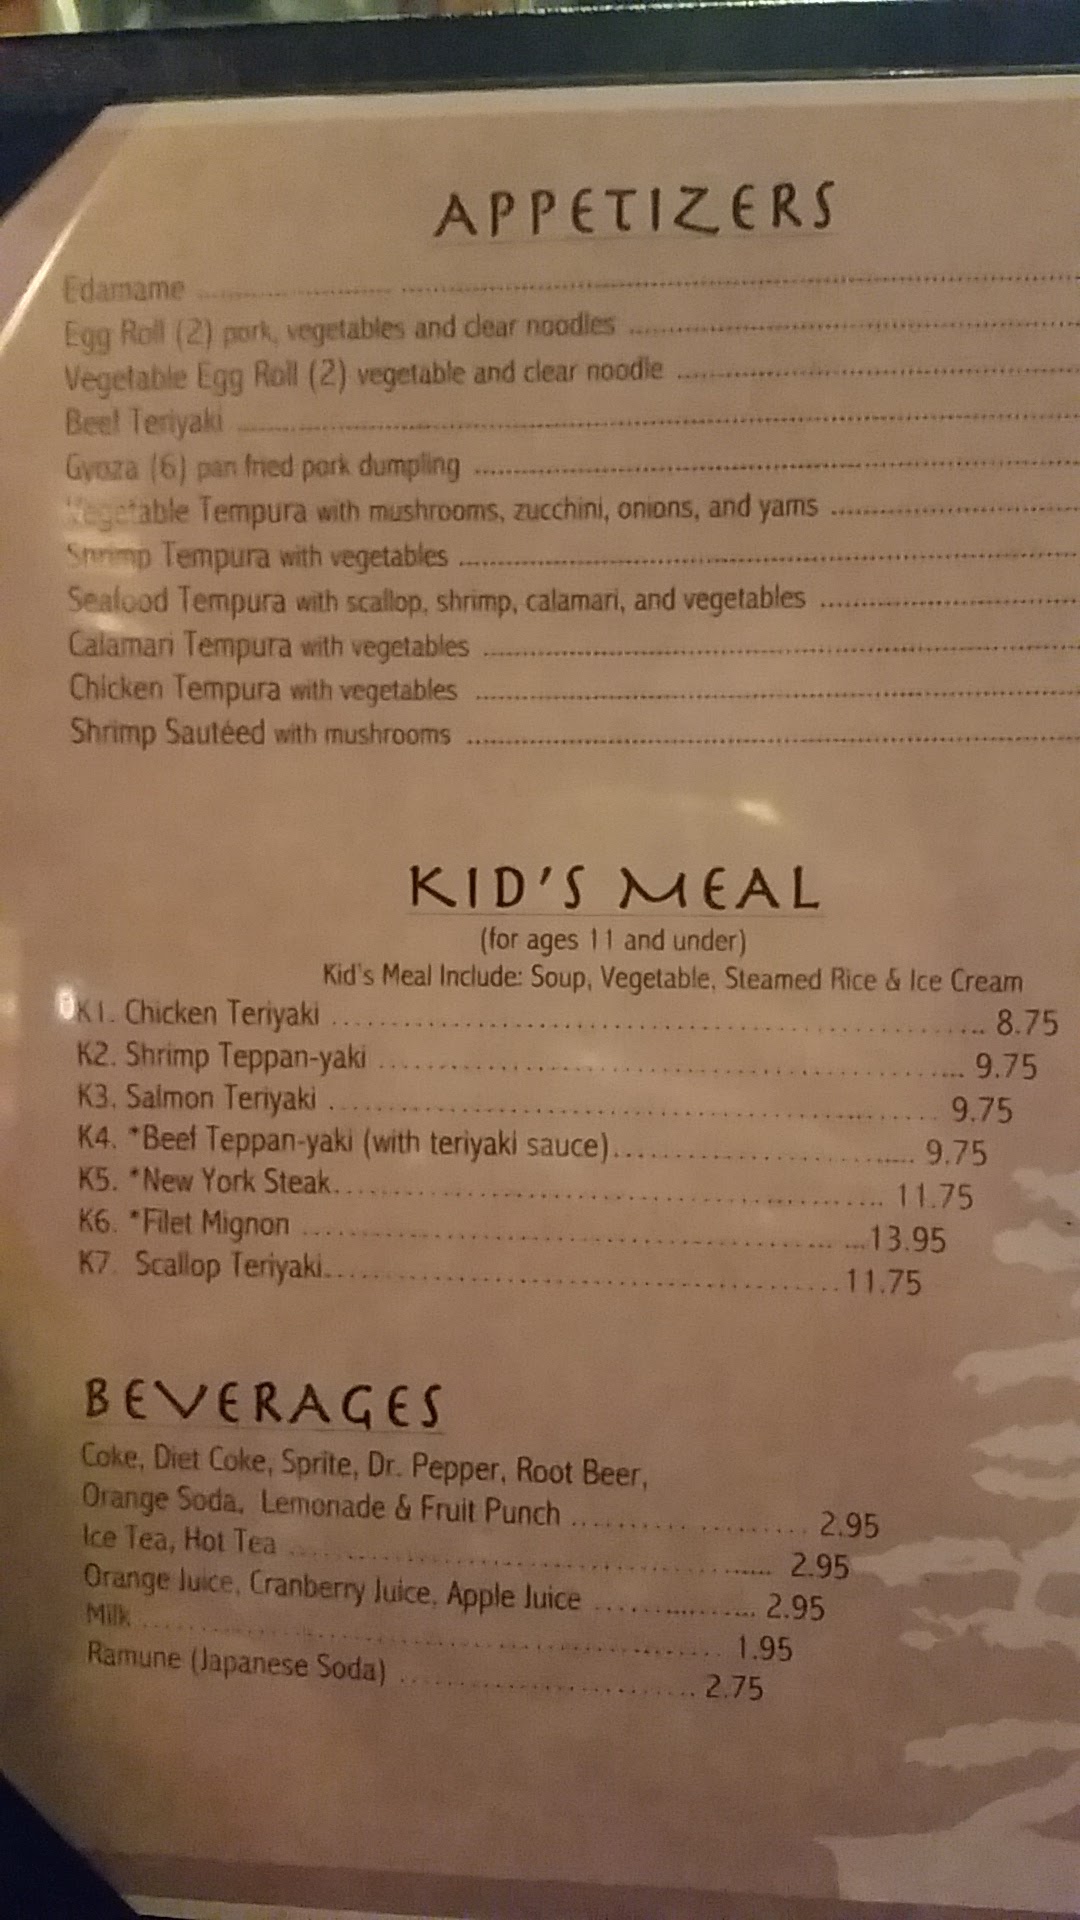 APPETIZERS
Edamame ................................................
Egg Roll (2) pork, vegetables and clear noodles ................................................
Vegetable Egg Roll (2) vegetable and clear noodle ................................................
Beef Teriyaki ................................................
Gyoza (6) pan fried pork dumpling ................................................
Vegetable Tempura with mushrooms, zucchini, onions, and yams ................................
Shrimp Tempura with vegetables ................................................
Seafood Tempura with scallop, shrimp, calamari, and vegetables ................................
Calamari Tempura with vegetables ................................................
Chicken Tempura with vegetables ................................................
Shrimp Sautéed with mushrooms ................................................
KID'S MEAL
(for ages 11 and under)
Kid's Meal Include: Soup, Vegetable, Steamed Rice & Ice Cream
K1. Chicken Teriyaki ................................................ 8.75
K2. Shrimp Teppan-yaki ................................................ 9.75
K3. Salmon Teriyaki ................................................ 9.75
K4. *Beef Teppan-yaki (with teriyaki sauce)................................ 9.75
K5. *New York Steak................................................ 11.75
K6. *Filet Mignon ................................................13.95
K7. Scallop Teriyaki................................................11.75
BEVERAGES
Coke, Diet Coke, Sprite, Dr. Pepper, Root Beer,
Orange Soda, Lemonade & Fruit Punch ........................ 2.95
Ice Tea, Hot Tea ................................................ 2.95
Orange Juice, Cranberry Juice, Apple Juice ................ 2.95
Milk ................................................ 1.95
Ramune (Japanese Soda) ................................ 2.75